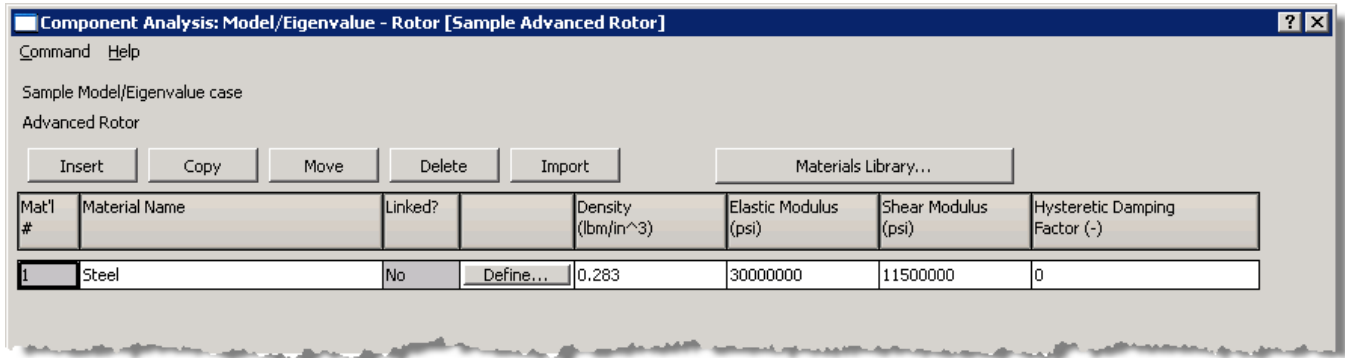 Component Analysis: Model/Eigenvalue - Rotor [Sample Advanced Rotor]
Command Help
Sample Model/Eigenvalue case
Advanced Rotor
Insert Copy Move Delete Import Materials Library...
Mat'l Material Name Linked? Density Elastic Modulus Shear Modulus Hysteretic Damping
# (lbm/in^3) (psi) (psi) Factor (-)
1 Steel No Define... 0.283 30000000 11500000 0